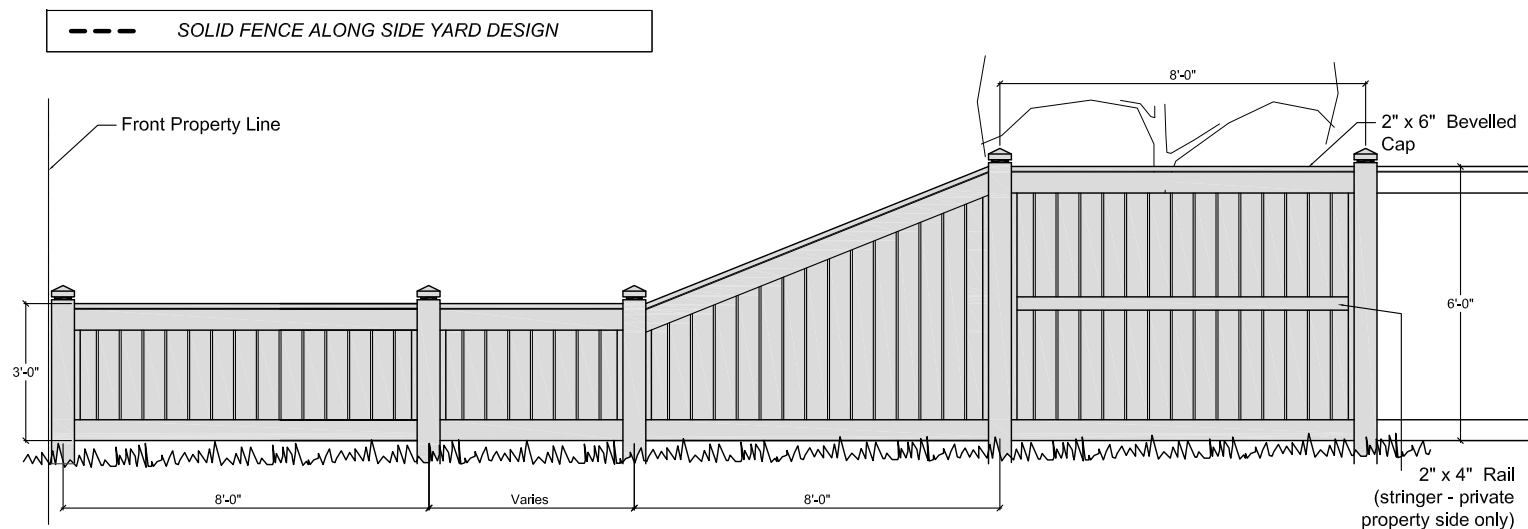 SOLID FENCE ALONG SIDE YARD DESIGN
8'-0"
Front Property Line
2" x 6" Bevelled
Cap
3'-0"
6'-0"
2" x 4" Rail
(stringer - private
property side only)
8'-0"
Varies
8'-0"